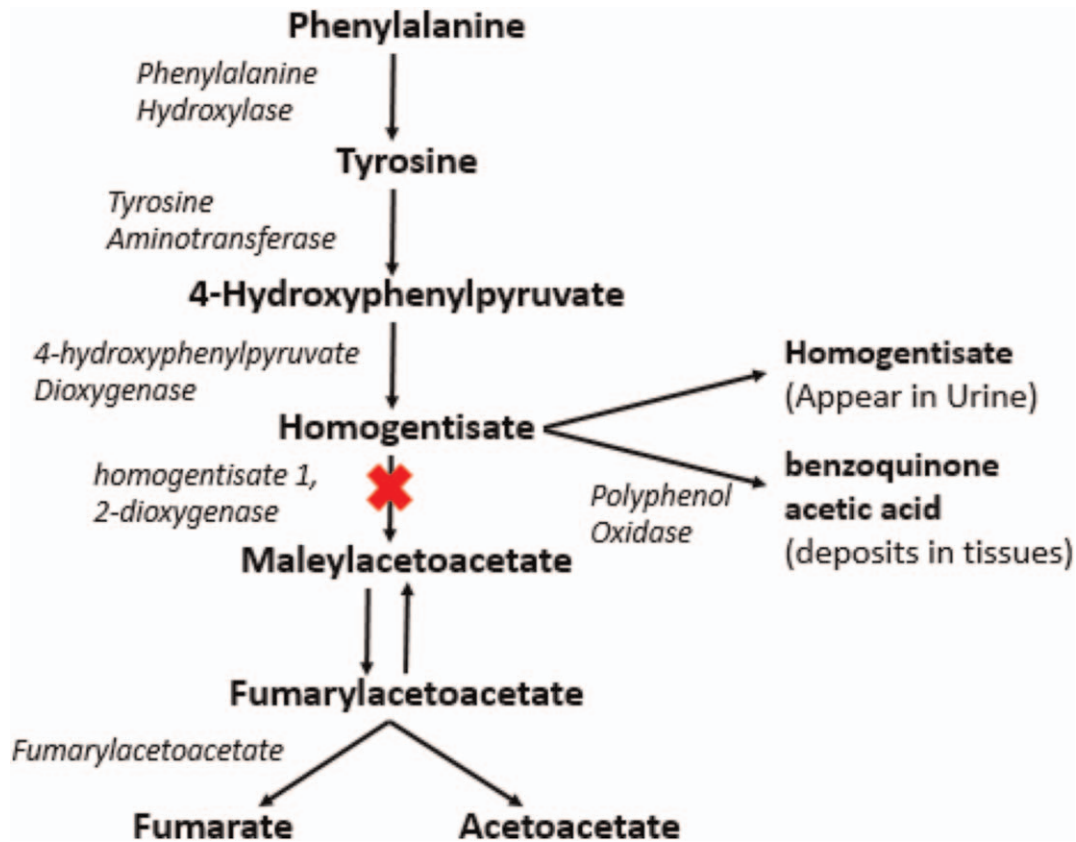 Phenylalanine
Phenylalanine
Hydroxylase
Tyrosine
Tyrosine
Aminotransferase
4-Hydroxyphenylpyruvate
4-hydroxyphenylpyruvate
Dioxygenase
Homogentisate
(Appear in Urine)
Homogentisate
homogentisate 1,
2-dioxygenase
Polyphenol
Oxidase
benzoquinone
acetic acid
(deposits in tissues)
Maleylacetoacetate
Fumarylacetoacetate
Fumarylacetoacetate
Fumarate
Acetoacetate